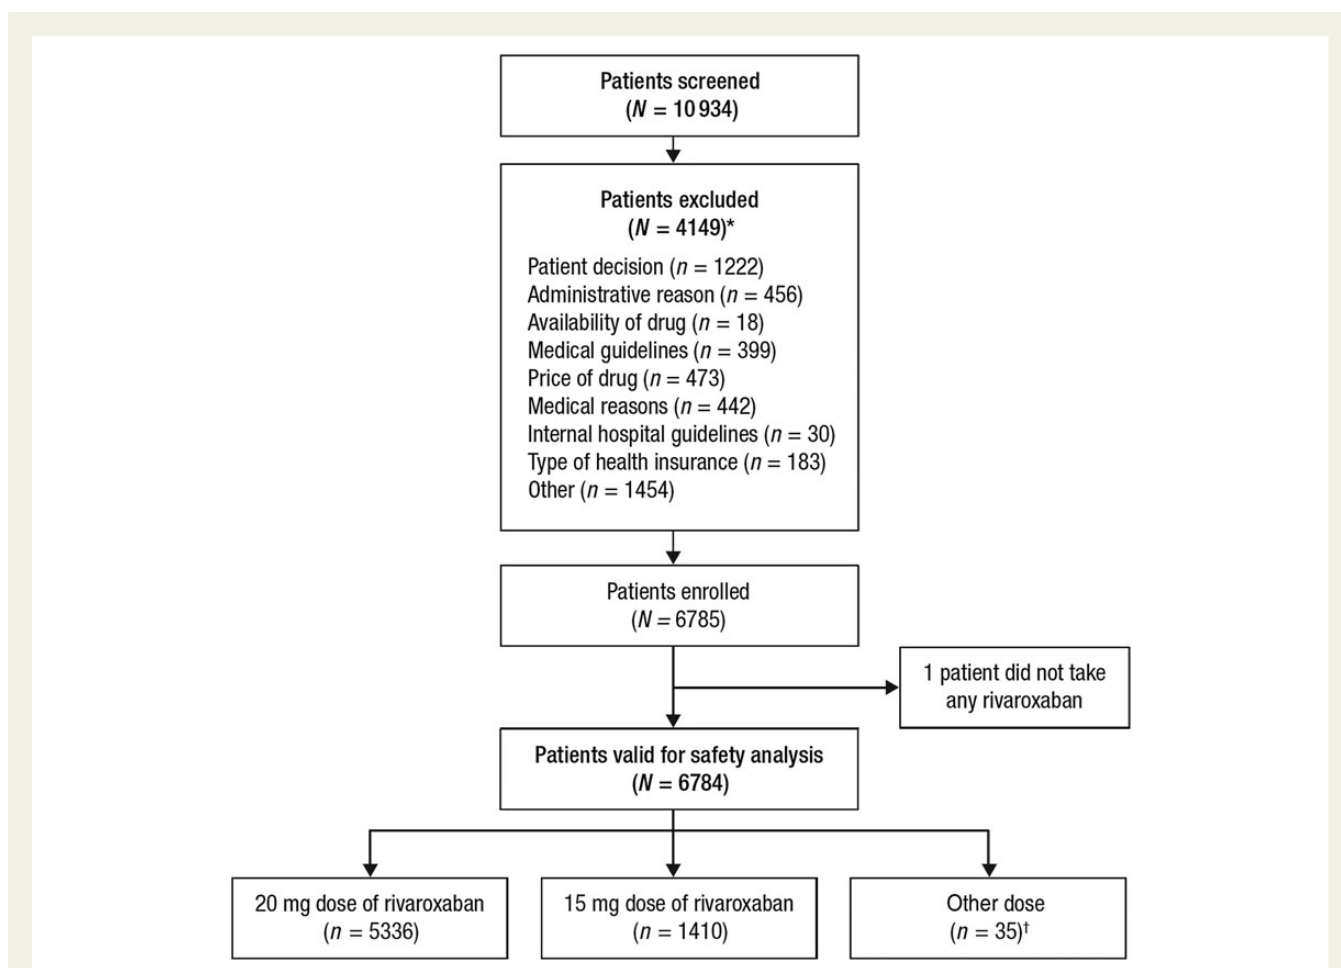 Patients screened
(N = 10 934)
Patients excluded
(N = 4149)*
Patient decision (n = 1222)
Administrative reason (n = 456)
Availability of drug (n = 18)
Medical guidelines (n = 399)
Price of drug (n = 473)
Medical reasons (n = 442)
Internal hospital guidelines (n = 30)
Type of health insurance (n = 183)
Other (n = 1454)
Patients enrolled
(N = 6785)
1 patient did not take
any rivaroxaban
Patients valid for safety analysis
(N = 6784)
20 mg dose of rivaroxaban
(n = 5336)
15 mg dose of rivaroxaban
(n = 1410)
Other dose
(n = 35)†